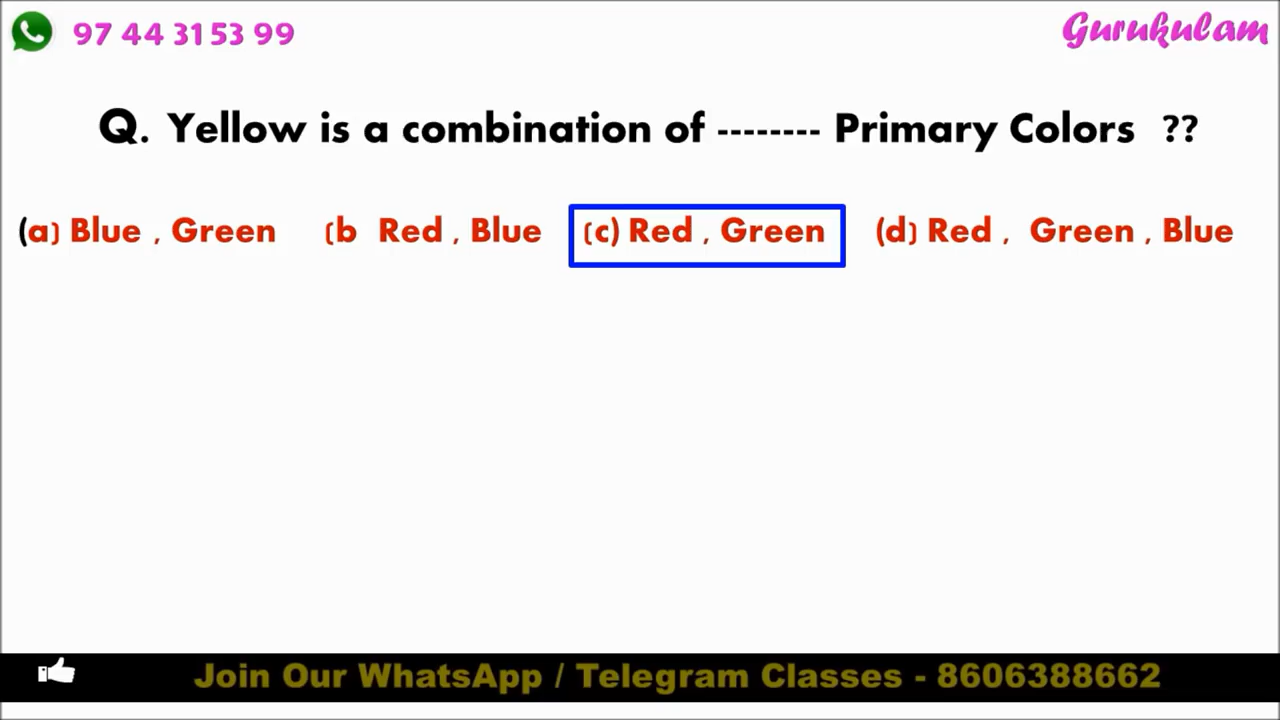 97 44 3153 99
Gurukulam
Q. Yellow is a combination of -------- Primary Colors ??
(a) Blue , Green (b Red , Blue (c) Red , Green (d) Red , Green , Blue
Join Our WhatsApp / Telegram Classes - 8606388662